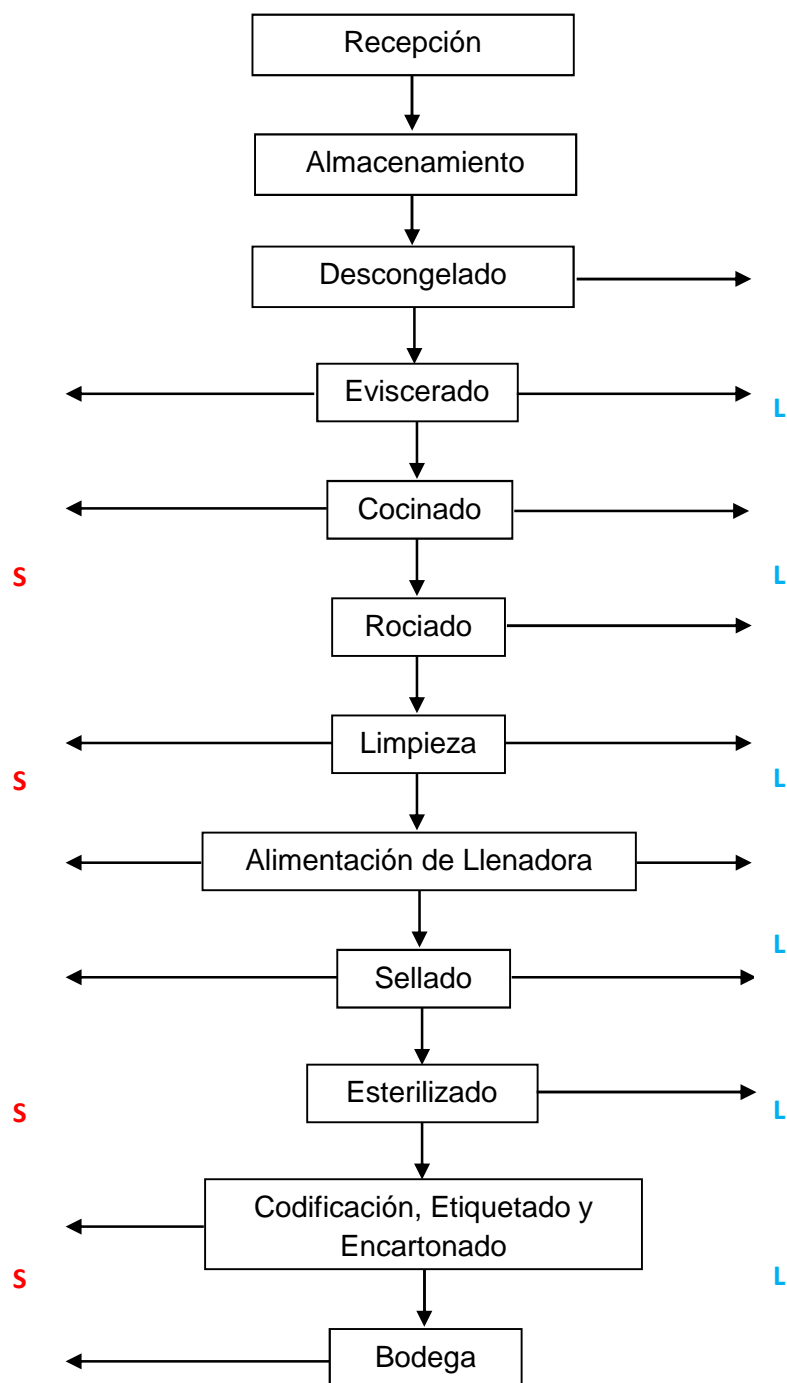 Recepción
Almacenamiento
Descongelado
Eviscerado
L
Cocinado
S
L
Rociado
Limpieza
S
L
Alimentación de Llenadora
L
Sellado
Esterilizado
S
L
Codificación, Etiquetado y
Encartonado
S
L
Bodega